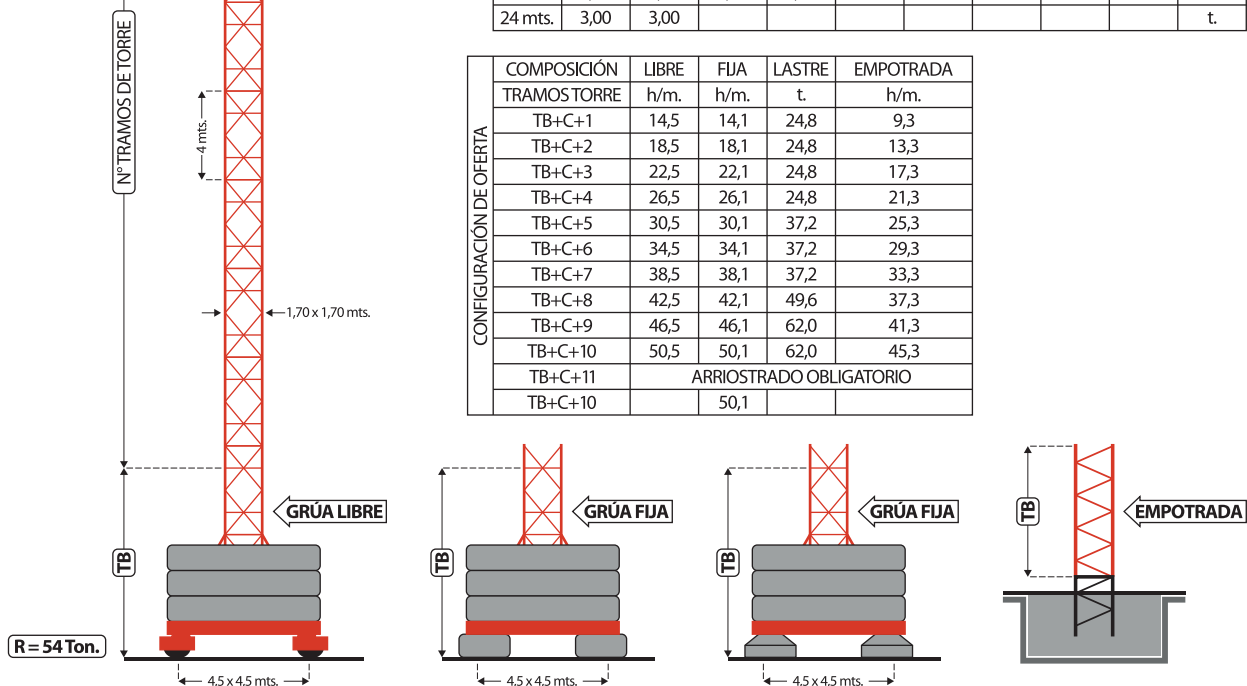 24 mts. 3,00 3,00 t.
Nº TRAMOS DE TORRE
4 mts.
1,70 x 1,70 mts.
CONFIGURACIÓN DE OFERTA
COMPOSICIÓN LIBRE FIJA LASTRE EMPOTRADA
TRAMOS TORRE h/m. h/m. t. h/m.
TB+C+1 14,5 14,1 24,8 9,3
TB+C+2 18,5 18,1 24,8 13,3
TB+C+3 22,5 22,1 24,8 17,3
TB+C+4 26,5 26,1 24,8 21,3
TB+C+5 30,5 30,1 37,2 25,3
TB+C+6 34,5 34,1 37,2 29,3
TB+C+7 38,5 38,1 37,2 33,3
TB+C+8 42,5 42,1 49,6 37,3
TB+C+9 46,5 46,1 62,0 41,3
TB+C+10 50,5 50,1 62,0 45,3
TB+C+11 ARRIOSTRADO OBLIGATORIO
TB+C+10 50,1
GRÚA LIBRE
GRÚA FIJA
GRÚA FIJA
EMPOTRADA
TB
TB
TB
TB
R = 54 Ton.
4.5 x 4.5 mts.
4.5 x 4.5 mts.
4.5 x 4.5 mts.